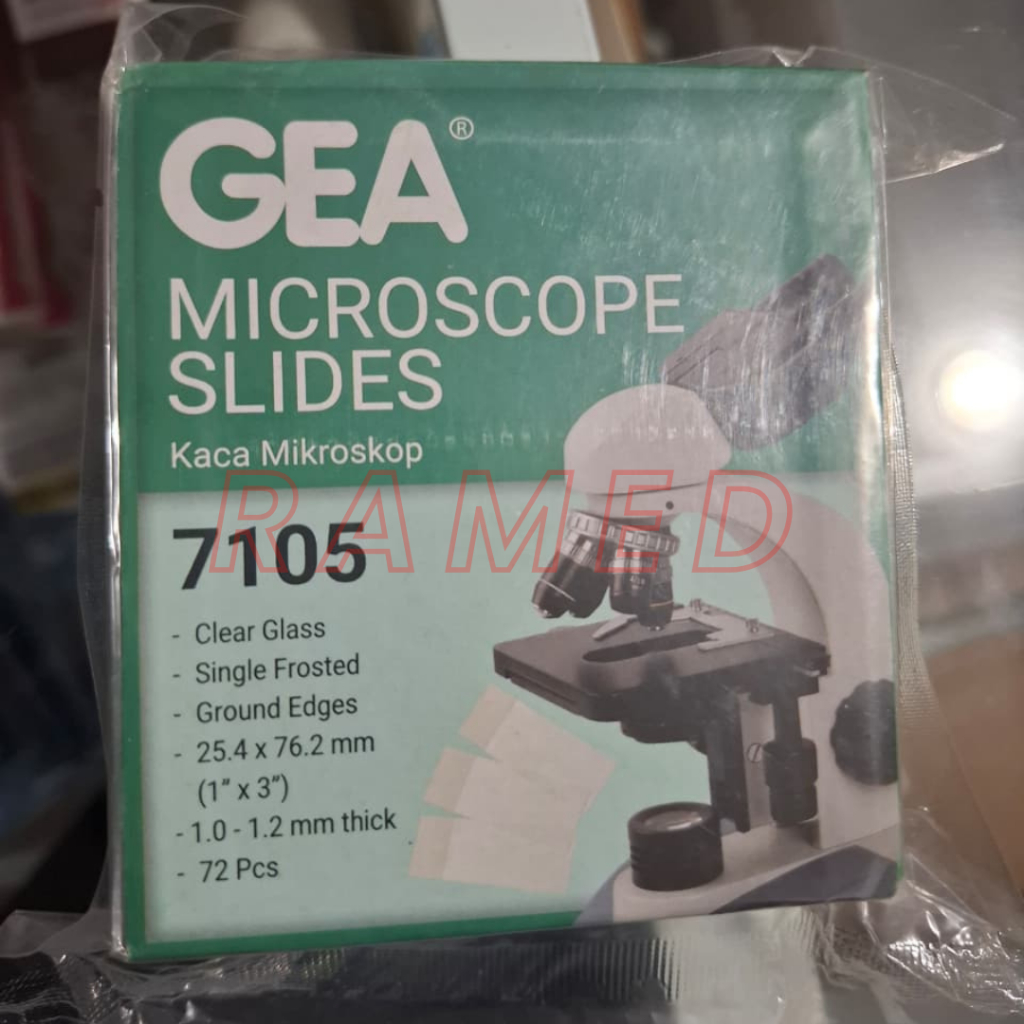 GEA®
MICROSCOPE
SLIDES
Kaca Mikroskop
RAMED
7105
- Clear Glass
- Single Frosted
- Ground Edges
- 25.4 x 76.2 mm
(1” x 3”)
- 1.0 - 1.2 mm thick
- 72 Pcs